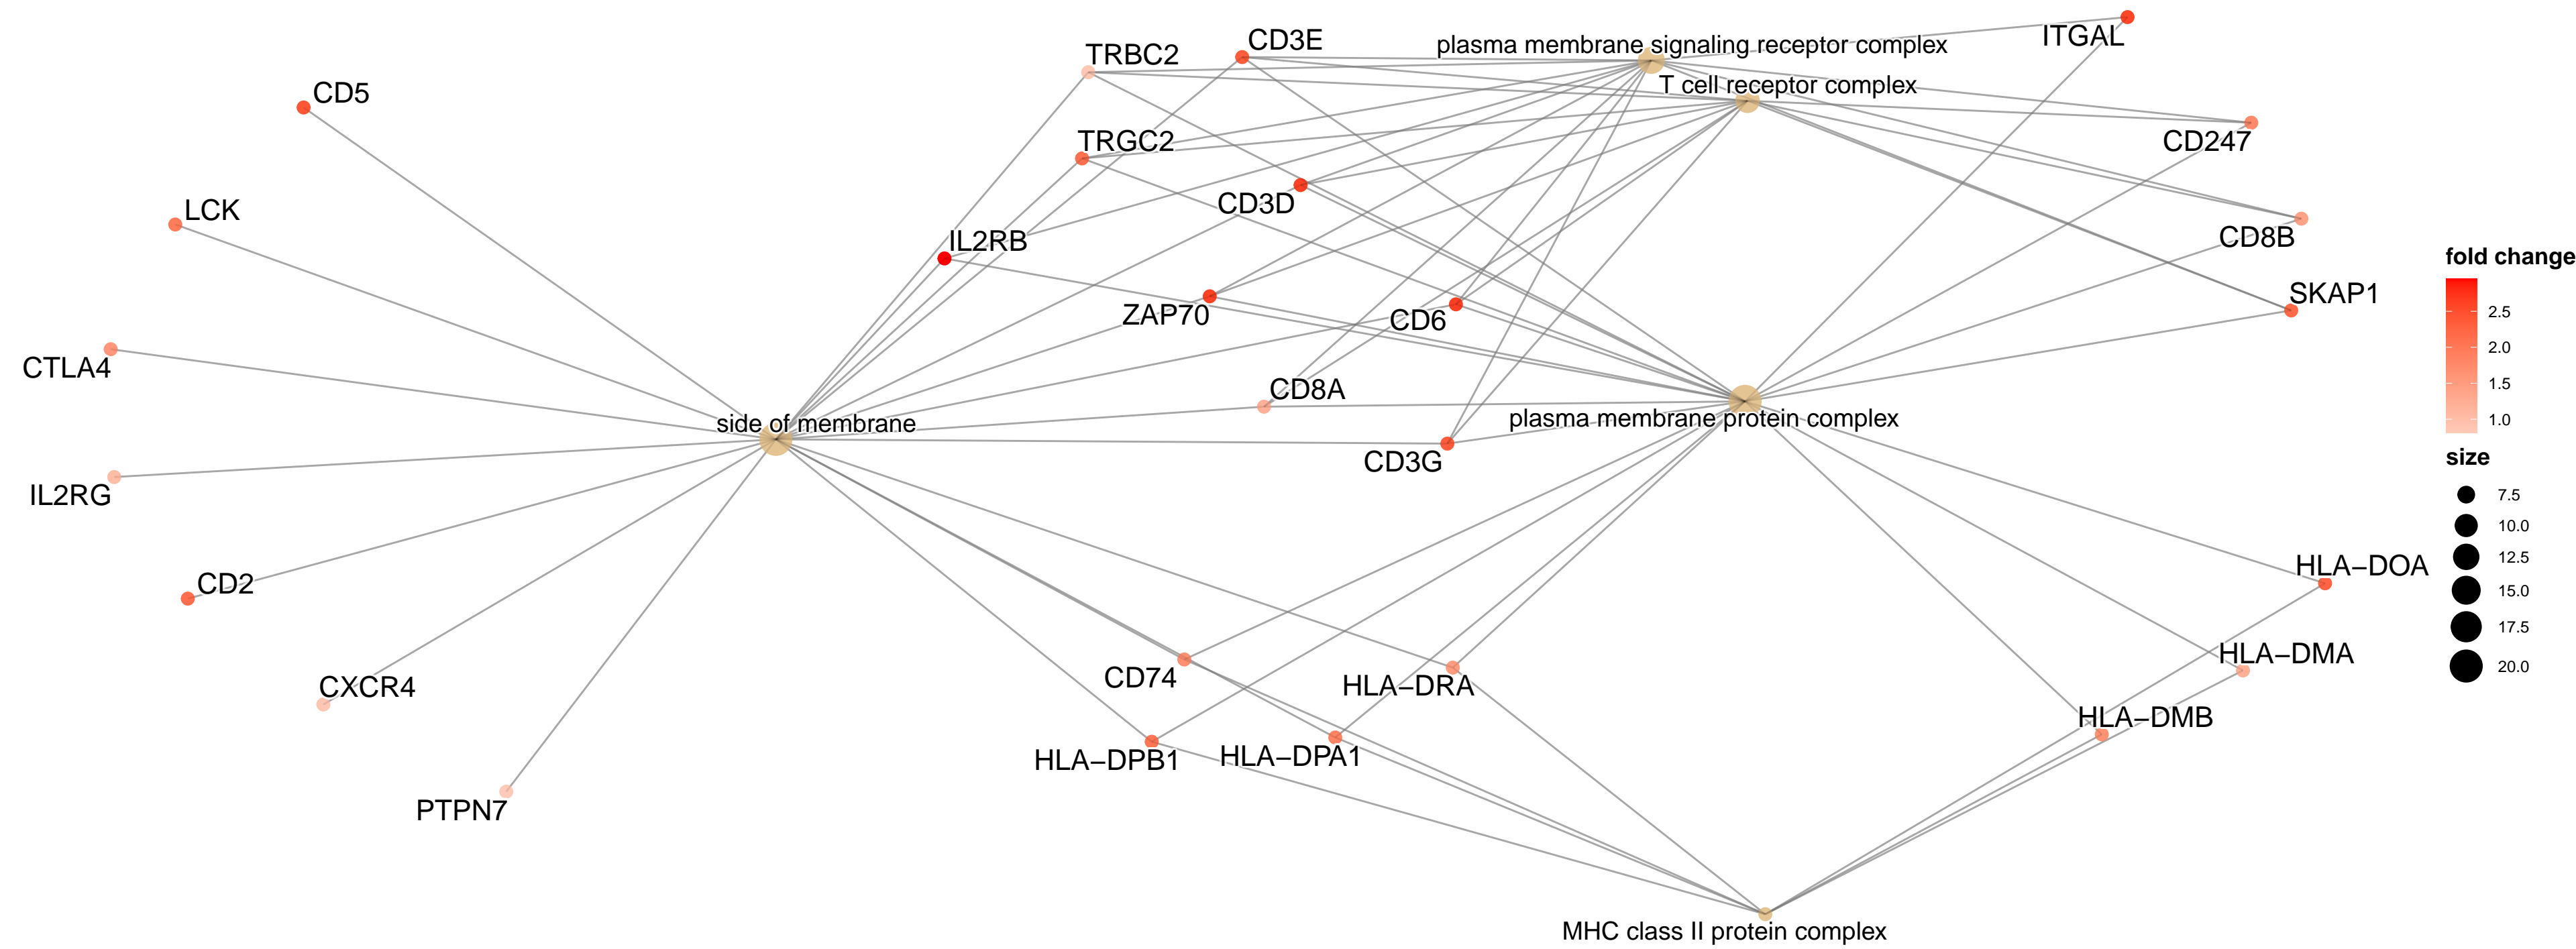 ITGAL
CD3E
plasma membrane signaling receptor complex
TRBC2
T cell receptor complex
CD5
TRGC2
CD247
CD3D
LCK
CD8B
IL2RB
SKAP1
ZAP70
CD6
CTLA4
CD8A
side of membrane
plasma membrane protein complex
CD3G
IL2RG
HLA−DOA
CD2
HLA−DMA
CD74
HLA−DRA
CXCR4
HLA−DMB
HLA−DPB1
HLA−DPA1
PTPN7
MHC class II protein complex
fold change
2.5
2.0
1.5
1.0
size
7.5
10.0
12.5
15.0
17.5
20.0